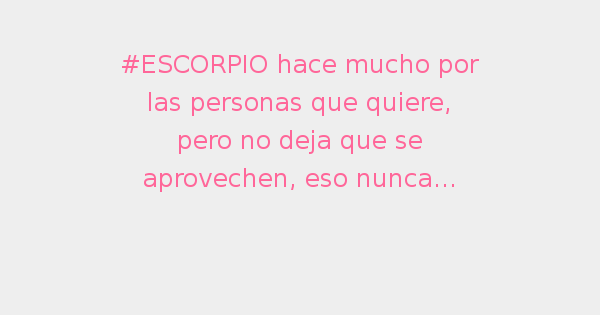 #ESCORPIO hace mucho por
las personas que quiere,
pero no deja que se
aprovechen, eso nunca...